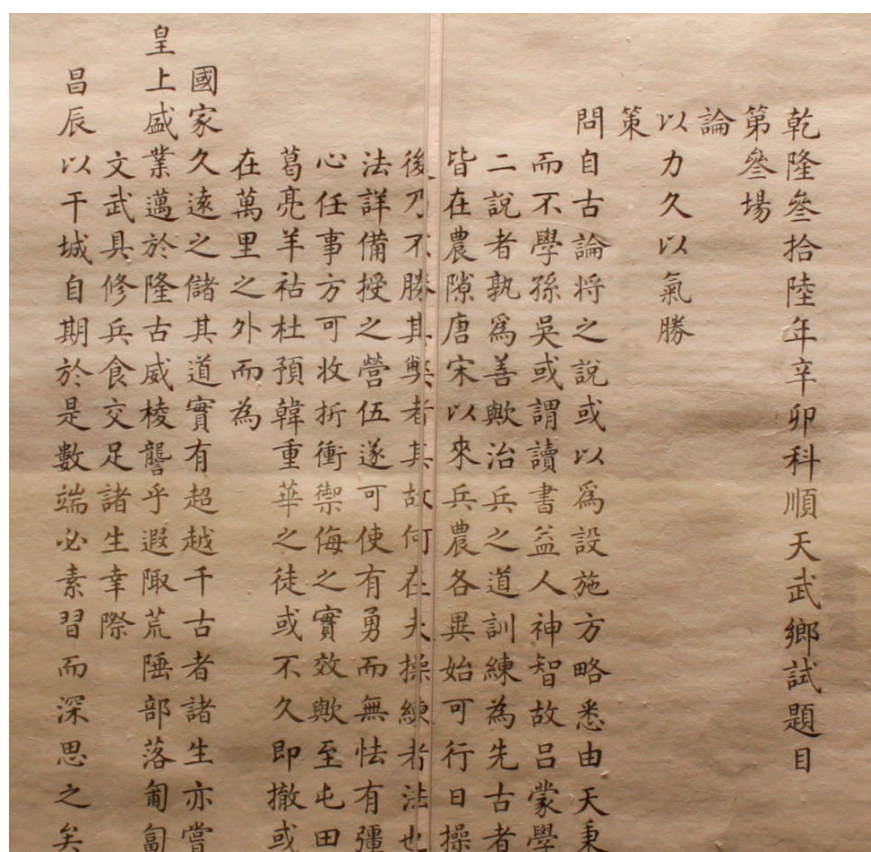 乾隆叄拾陸年辛卯科順天武鄉試題目
第叄場
論
以力久以氣勝
策
問自古論将之說或以爲設施方略悉由天秉
而不學孫吳或謂讀書益人神智故吕蒙學
二說者孰爲善歟治兵之道訓練為先古者
皆在農隙唐宋以來兵農各異始可行日操
後乃不勝其弊者其故何在夫操練者法也
法詳備授之營伍遂可使有勇而無怯有彊
心任事方可收折衝禦侮之實效歟至屯田
葛亮羊祜杜預韓重華之徒或不久即撤或
在萬里之外而為
國家久遠之儲其道實有超越千古者諸生亦嘗
皇上盛業邁於隆古威棱讋乎遐陬荒陲部落匍匐
文武具修兵食交足諸生幸際
昌辰以干城自期於是數端必素習而深思之矣